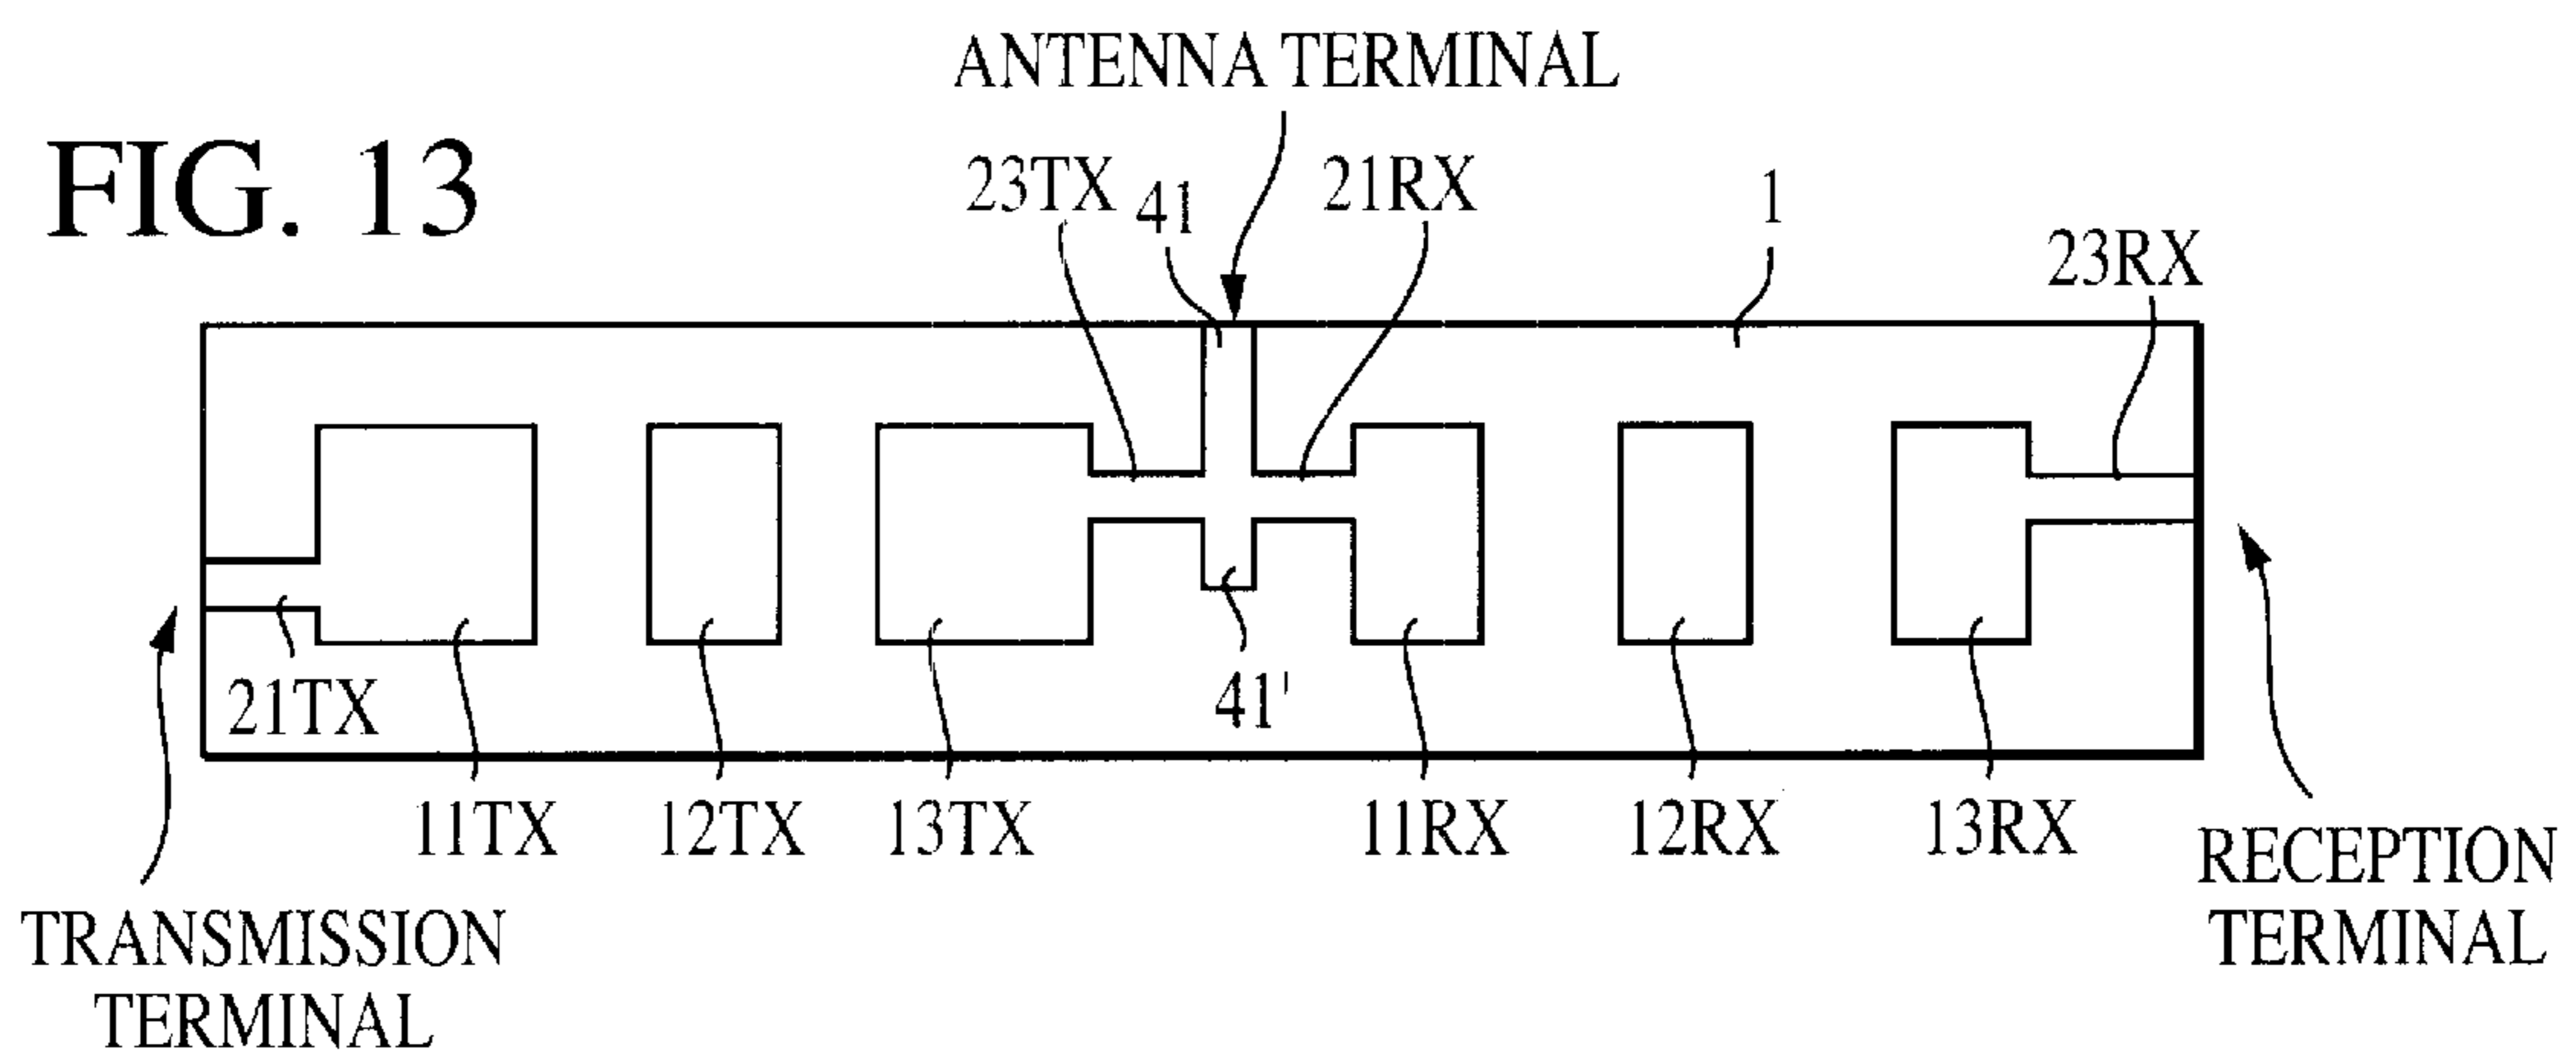 FIG. 13
ANTENNA TERMINAL
23TX
41
21RX
1
23RX
21TX
41'
11TX
12TX
13TX
11RX
12RX
13RX
TRANSMISSION
TERMINAL
RECEPTION
TERMINAL